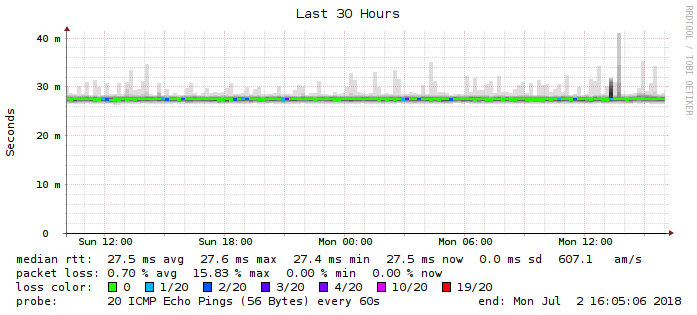 Last 30 Hours
RRDTOOL / TOBI OETIKER
Seconds
40 m
30 m
20 m
10 m
0
Sun 12:00 Sun 18:00 Mon 00:00 Mon 06:00 Mon 12:00
median rtt: 27.5 ms avg 27.6 ms max 27.4 ms min 27.5 ms now 0.0 ms sd 607.1 am/s
packet loss: 0.70 % avg 15.83 % max 0.00 % min 0.00 % now
loss color: 0 1/20 2/20 3/20 4/20 10/20 19/20
probe: 20 ICMP Echo Pings (56 Bytes) every 60s end: Mon Jul 2 16:05:06 2018